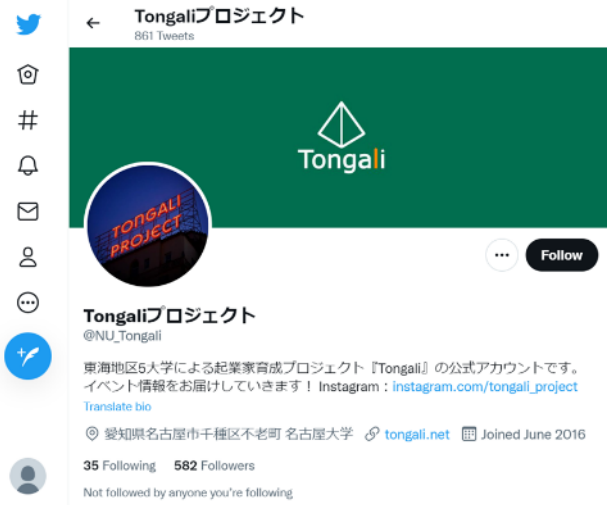 Tongaliプロジェクト
861 Tweets
Tongali
TONGALI
PROJECT
Follow
Tongaliプロジェクト
@NU_Tongali
東海地区5大学による起業家育成プロジェクト『Tongali』の公式アカウントです。
イベント情報をお届けしていきます！ Instagram：instagram.com/tongali_project
Translate bio
愛知県名古屋市千種区不老町 名古屋大学 tongali.net Joined June 2016
35 Following 582 Followers
Not followed by anyone you're following